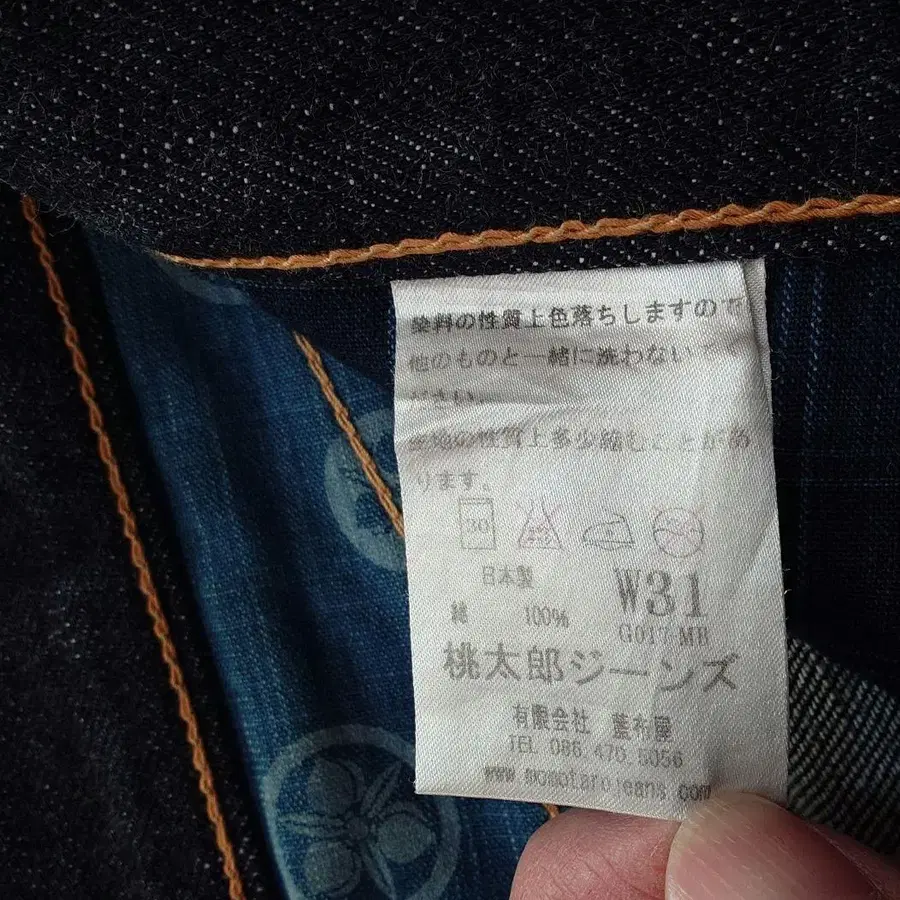 染料の性質上色落ちしますので
他のものと一緒に洗わないで
ください。
生地の性質上多少縮むことがあ
ります。
30
日本製
W31
綿 100%
G017-MB
桃太郎ジーンズ
有限会社 藍布屋
TEL 086.470.5056
www.momotarojeans.com